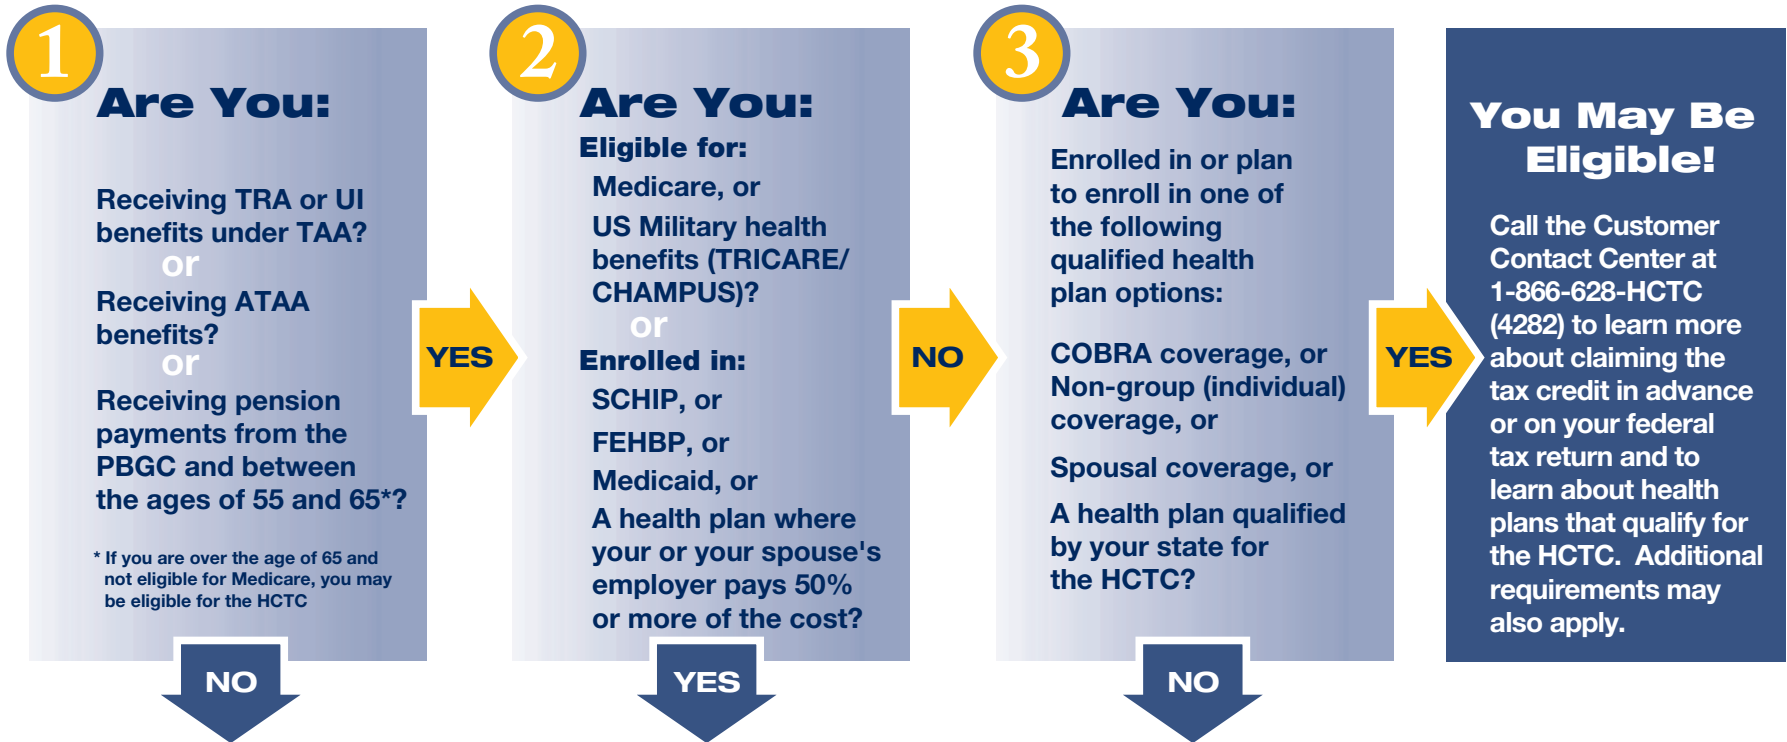 1
Are You:
Receiving TRA or UI
benefits under TAA?
or
Receiving ATAA
benefits?
or
Receiving pension
payments from the
PBGC and between
the ages of 55 and 65*?
* If you are over the age of 65 and
not eligible for Medicare, you may
be eligible for the HCTC
NO
YES
2
Are You:
Eligible for:
Medicare, or
US Military health
benefits (TRICARE/
CHAMPUS)?
or
Enrolled in:
SCHIP, or
FEHBP, or
Medicaid, or
A health plan where
your or your spouse's
employer pays 50%
or more of the cost?
YES
NO
3
Are You:
Enrolled in or plan
to enroll in one of
the following
qualified health
plan options:
COBRA coverage, or
Non-group (individual)
coverage, or
Spousal coverage, or
A health plan qualified
by your state for
the HCTC?
NO
YES
You May Be
Eligible!
Call the Customer
Contact Center at
1-866-628-HCTC
(4282) to learn more
about claiming the
tax credit in advance
or on your federal
tax return and to
learn about health
plans that qualify for
the HCTC.  Additional
requirements may
also apply.